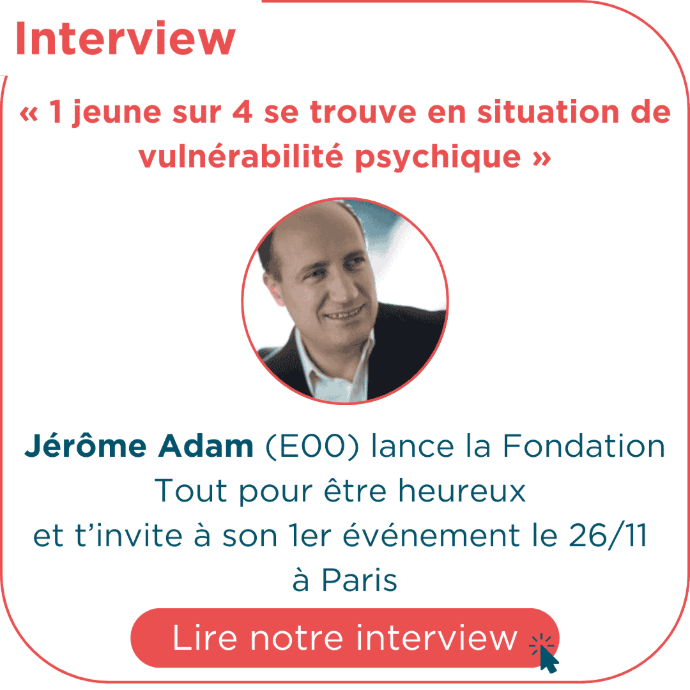 Interview
« 1 jeune sur 4 se trouve en situation de
vulnérabilité psychique »
Jérôme Adam (E00) lance la Fondation
Tout pour être heureux
et t’invite à son 1er événement le 26/11
à Paris
Lire notre interview